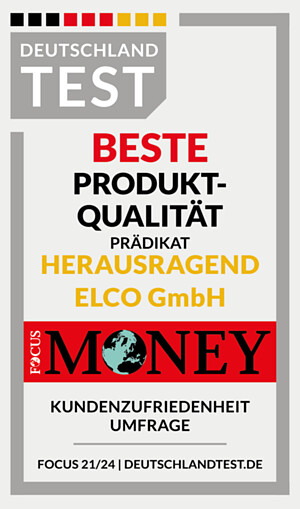 DEUTSCHLAND
TEST
BESTE
PRODUKT-
QUALITÄT
PRÄDIKAT
HERAUSRAGEND
ELCO GmbH
FOCUS MONEY
KUNDENZUFRIEDENHEIT
UMFRAGE
FOCUS 21/24 | DEUTSCHLANDTEST.DE